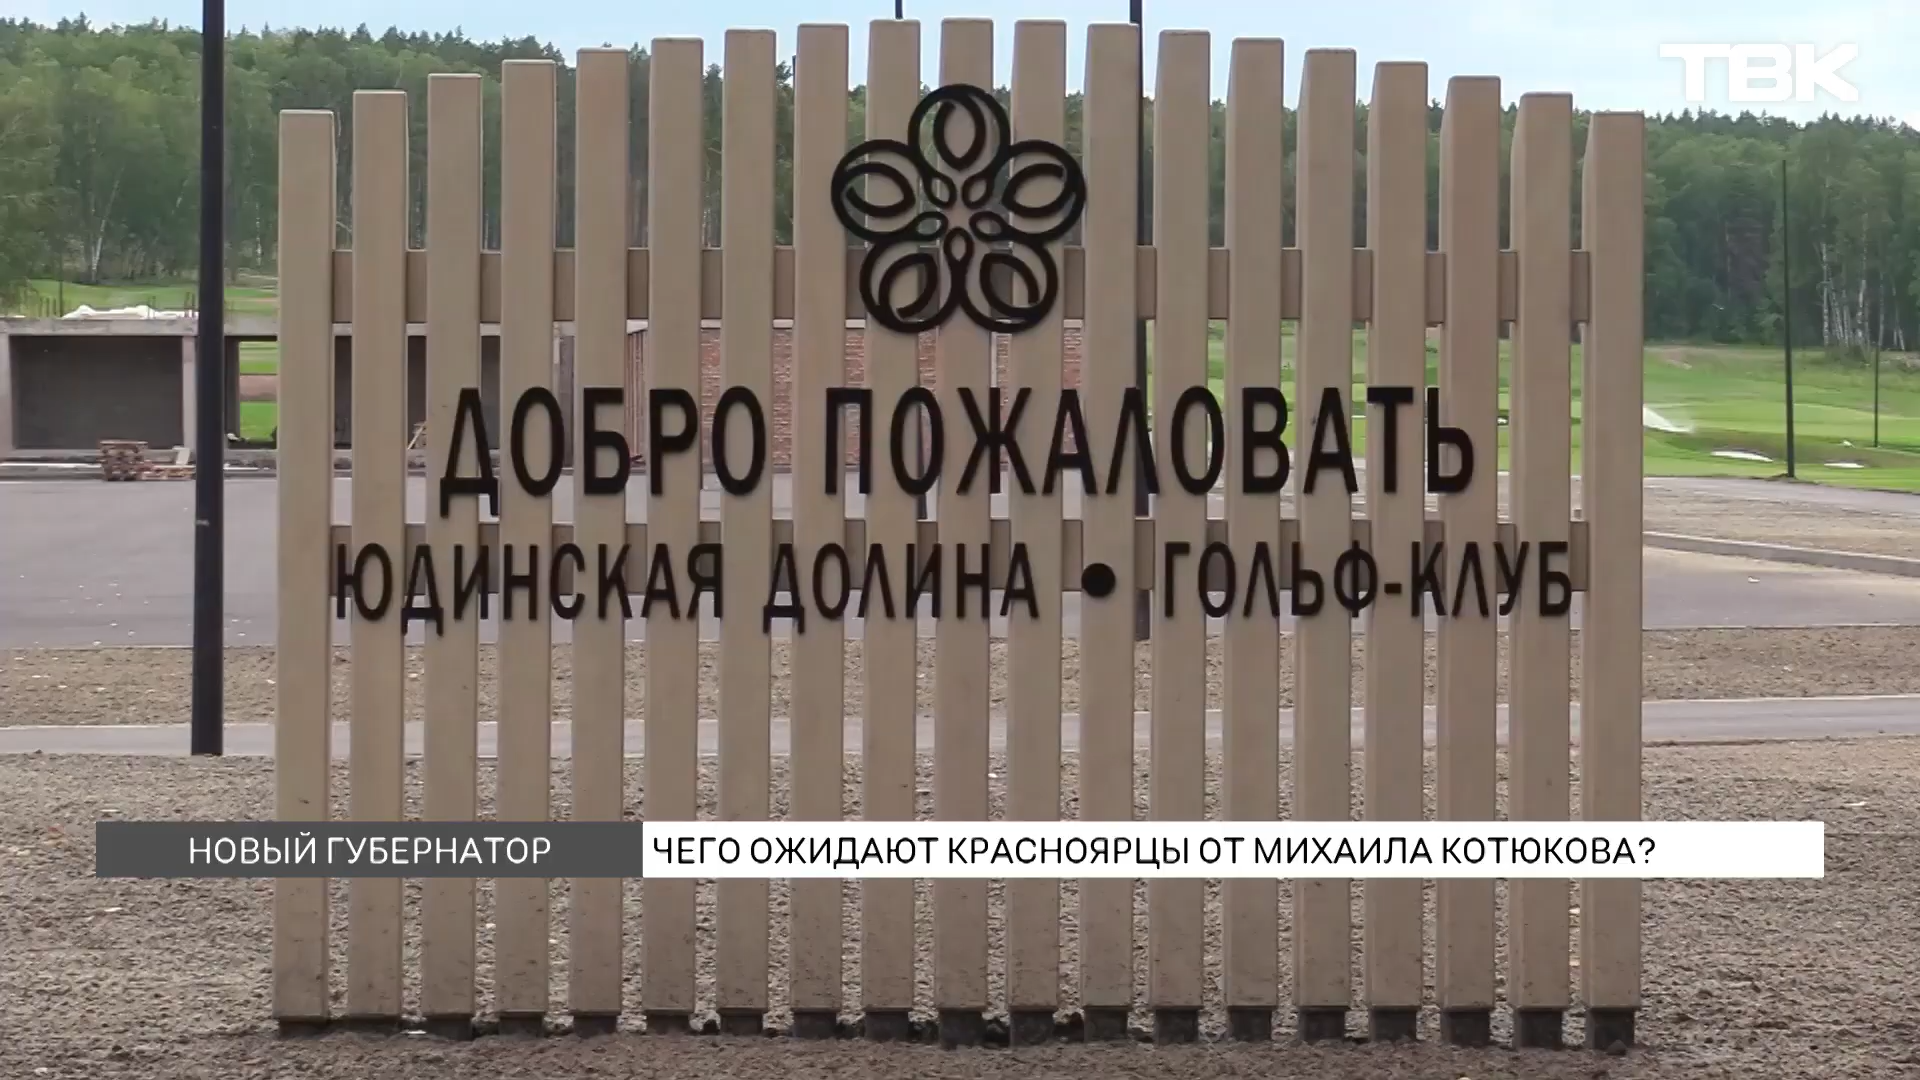 ТВК
ДОБРО ПОЖАЛОВАТЬ
ЮДИНСКАЯ ДОЛИНА • ГОЛЬФ-КЛУБ
НОВЫЙ ГУБЕРНАТОР
ЧЕГО ОЖИДАЮТ КРАСНОЯРЦЫ ОТ МИХАИЛА КОТЮКОВА?